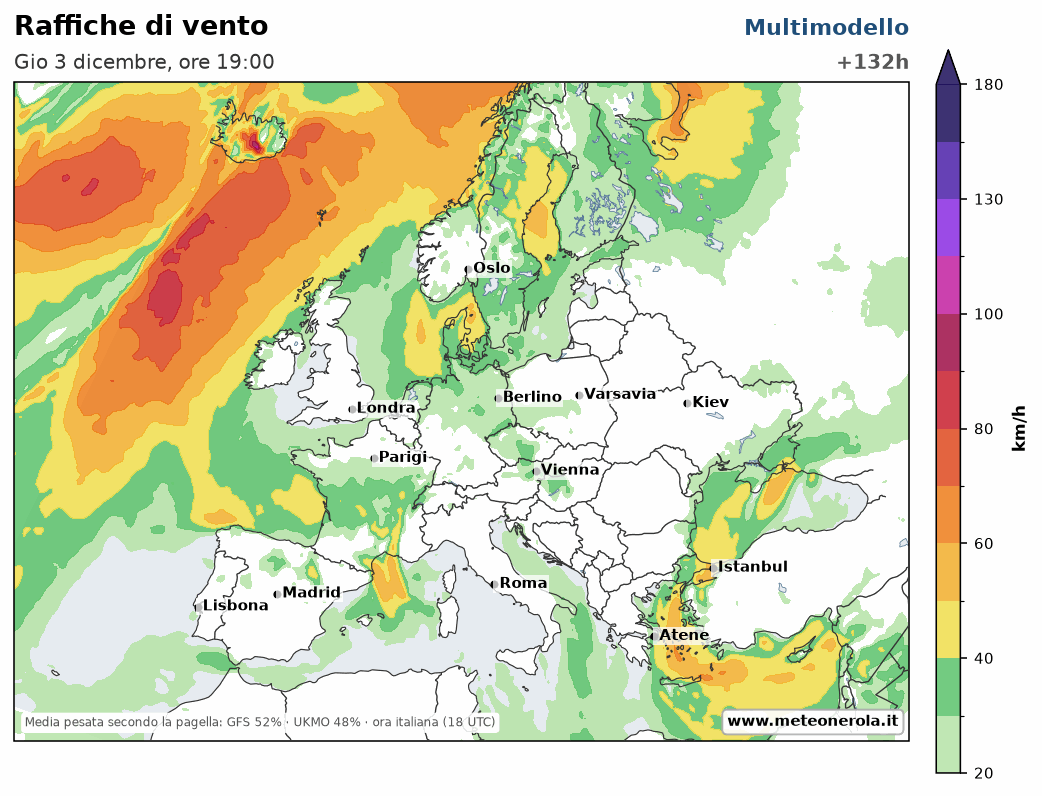 Raffiche di vento
Multimodello
Gio 3 dicembre, ore 19:00
+132h
180
130
100
80
60
40
20
km/h
Oslo
Londra
Berlino
Varsavia
Kiev
Parigi
Vienna
Istanbul
Roma
Madrid
Lisbona
Atene
Media pesata secondo la pagella: GFS 52% · UKMO 48% · ora italiana (18 UTC)
www.meteonerola.it